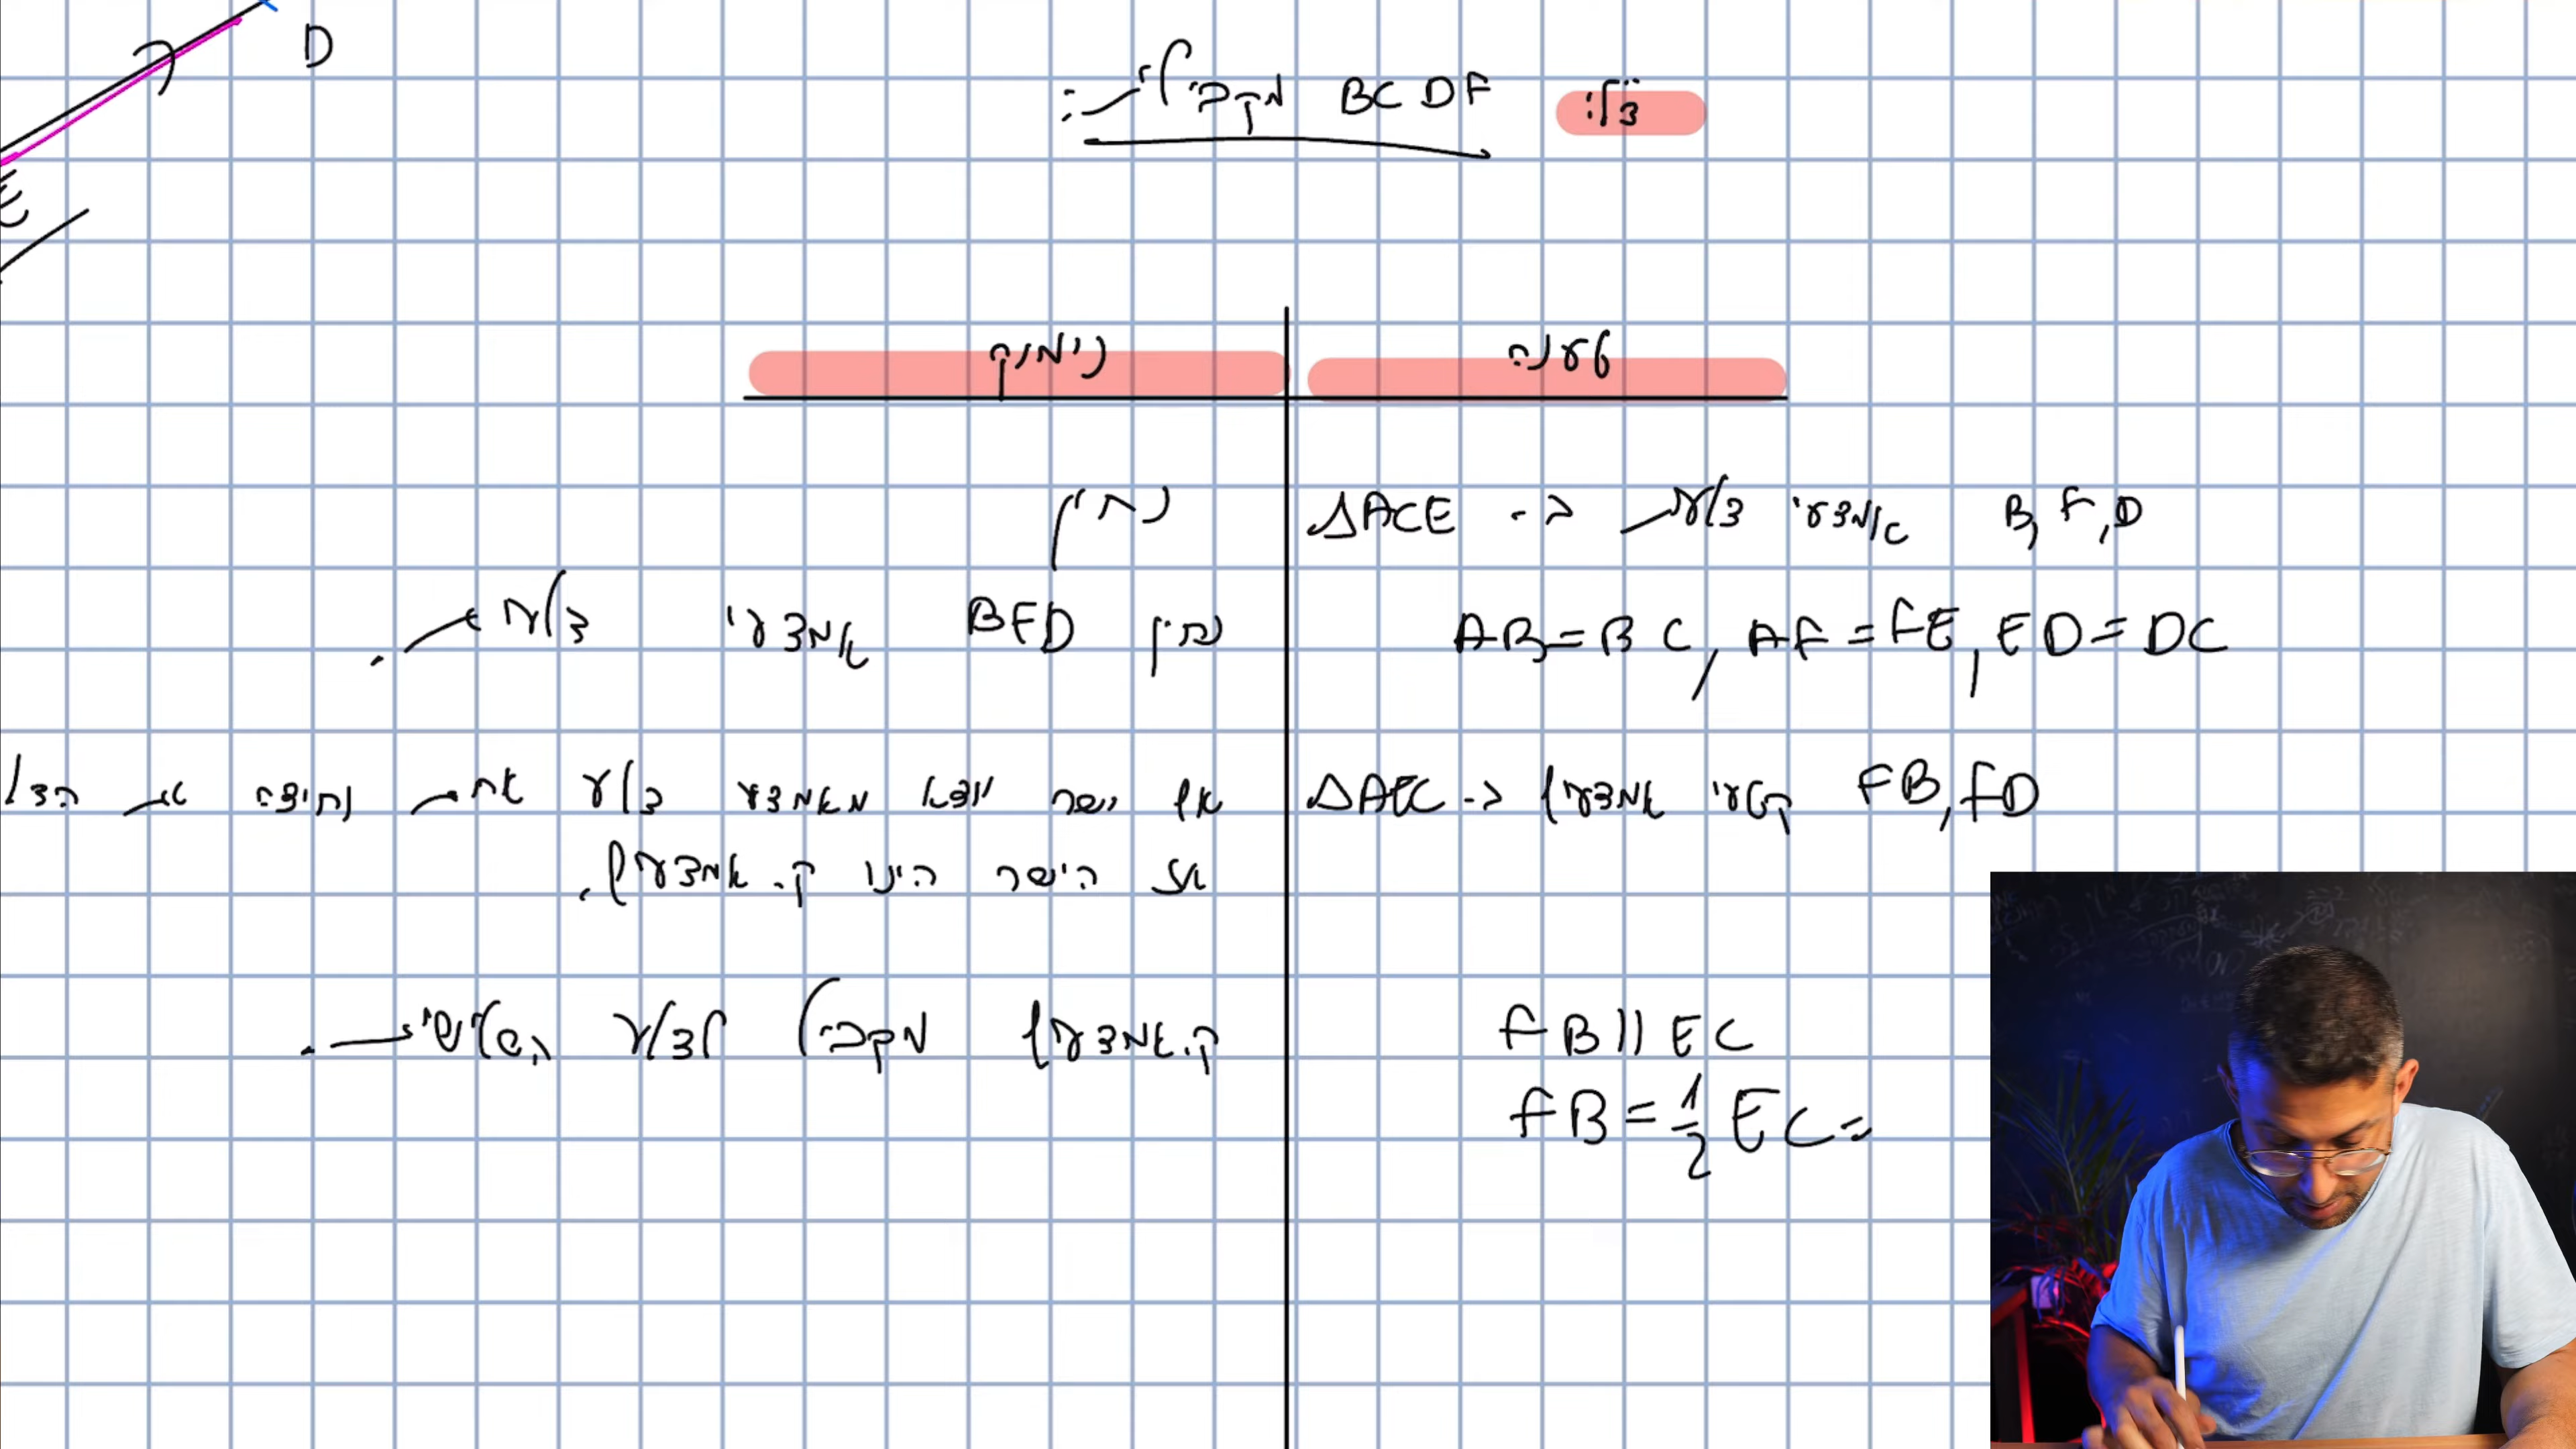 D
צ"ל: BCDF מקבילית:
E
טענה | נימוק
B, F, D אמצעי צלעות ב- ΔACE | נתון
AB = BC, AF = FE, ED = DC | נתון BFD אמצעי צלעות.
FB, FD קטעי אמצעים ב- ΔAEC | אם ישר יוצא מאמצע צלע אחת וחוצה את הצל
אז הישר הינו ק. אמצעים.
FB || EC | ק. אמצעים מקביל לצלע השלישית.
FB = 1/2 EC =